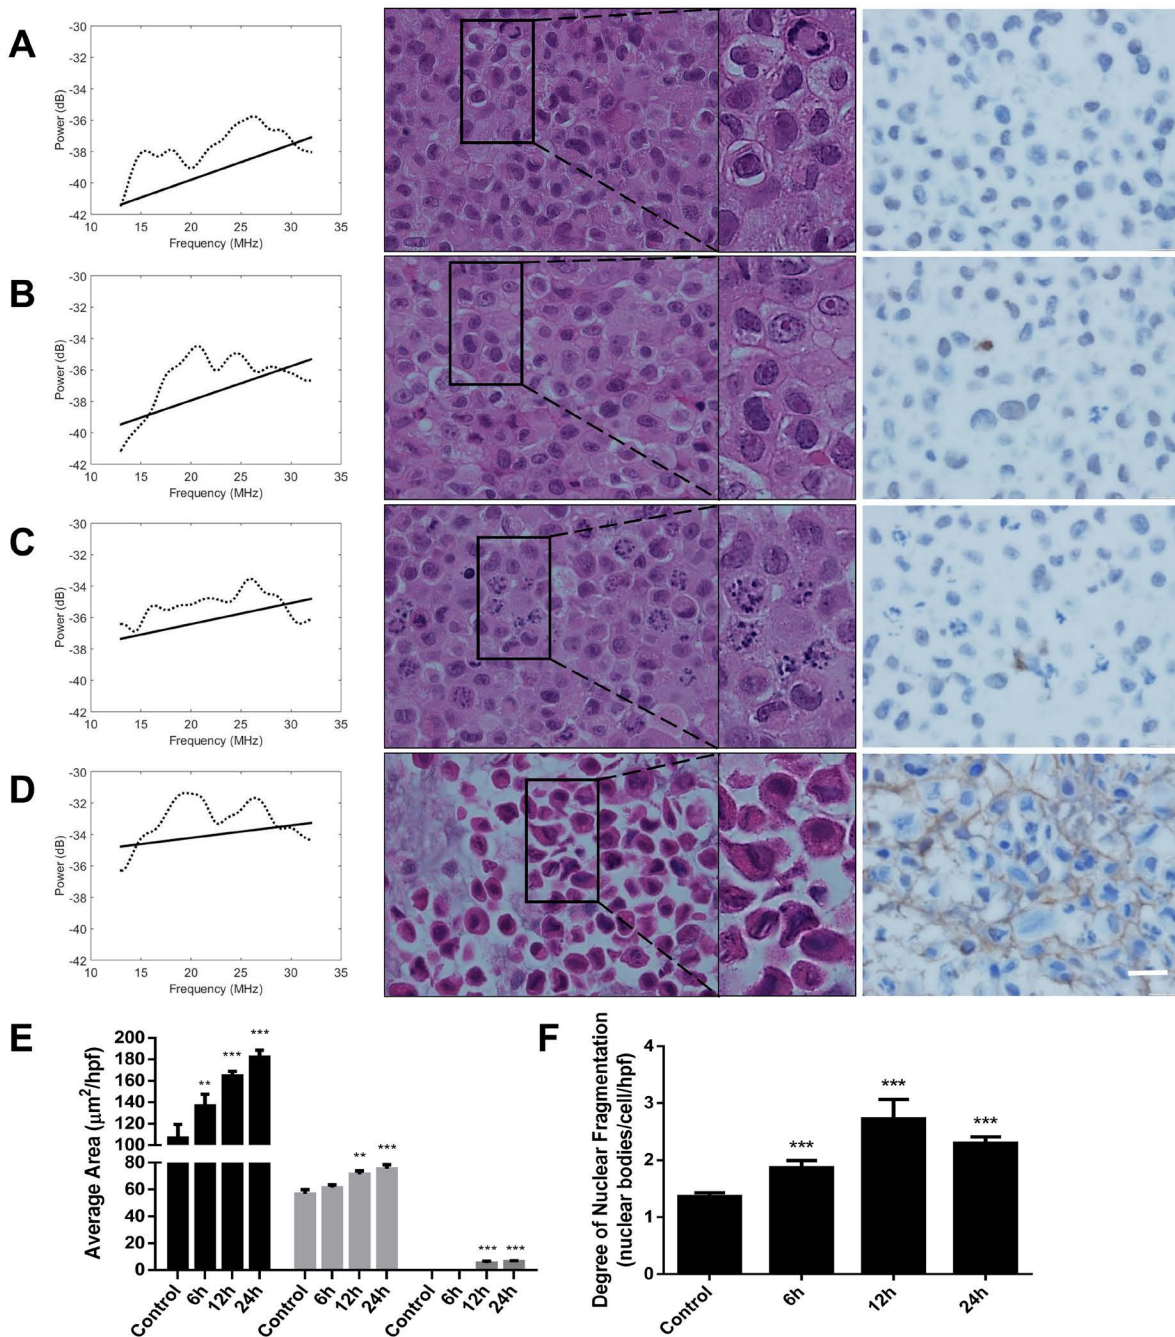 A
Power (dB)
-30
-33
-36
-38
-40
-42
10 15 20 25 30 35
Frequency (MHz)
B
Power (dB)
-30
-32
-34
-36
-38
-40
-42
10 15 20 25 30 35
Frequency (MHz)
C
Power (dB)
-30
-32
-34
-36
-38
-40
-42
10 15 20 25 30 35
Frequency (MHz)
D
Power (dB)
-30
-32
-34
-36
-38
-40
-42
10 15 20 25 30 35
Frequency (MHz)
E
Average Area (µm²/hpf)
200
180
160
140
120
100
80
60
40
20
0
** *** ***
** ***
*** ***
Control 6h 12h 24h Control 6h 12h 24h Control 6h 12h 24h
F
Degree of Nuclear Fragmentation
(nuclear bodies/cell/hpf)
4
3
2
1
0
*** *** ***
Control 6h 12h 24h